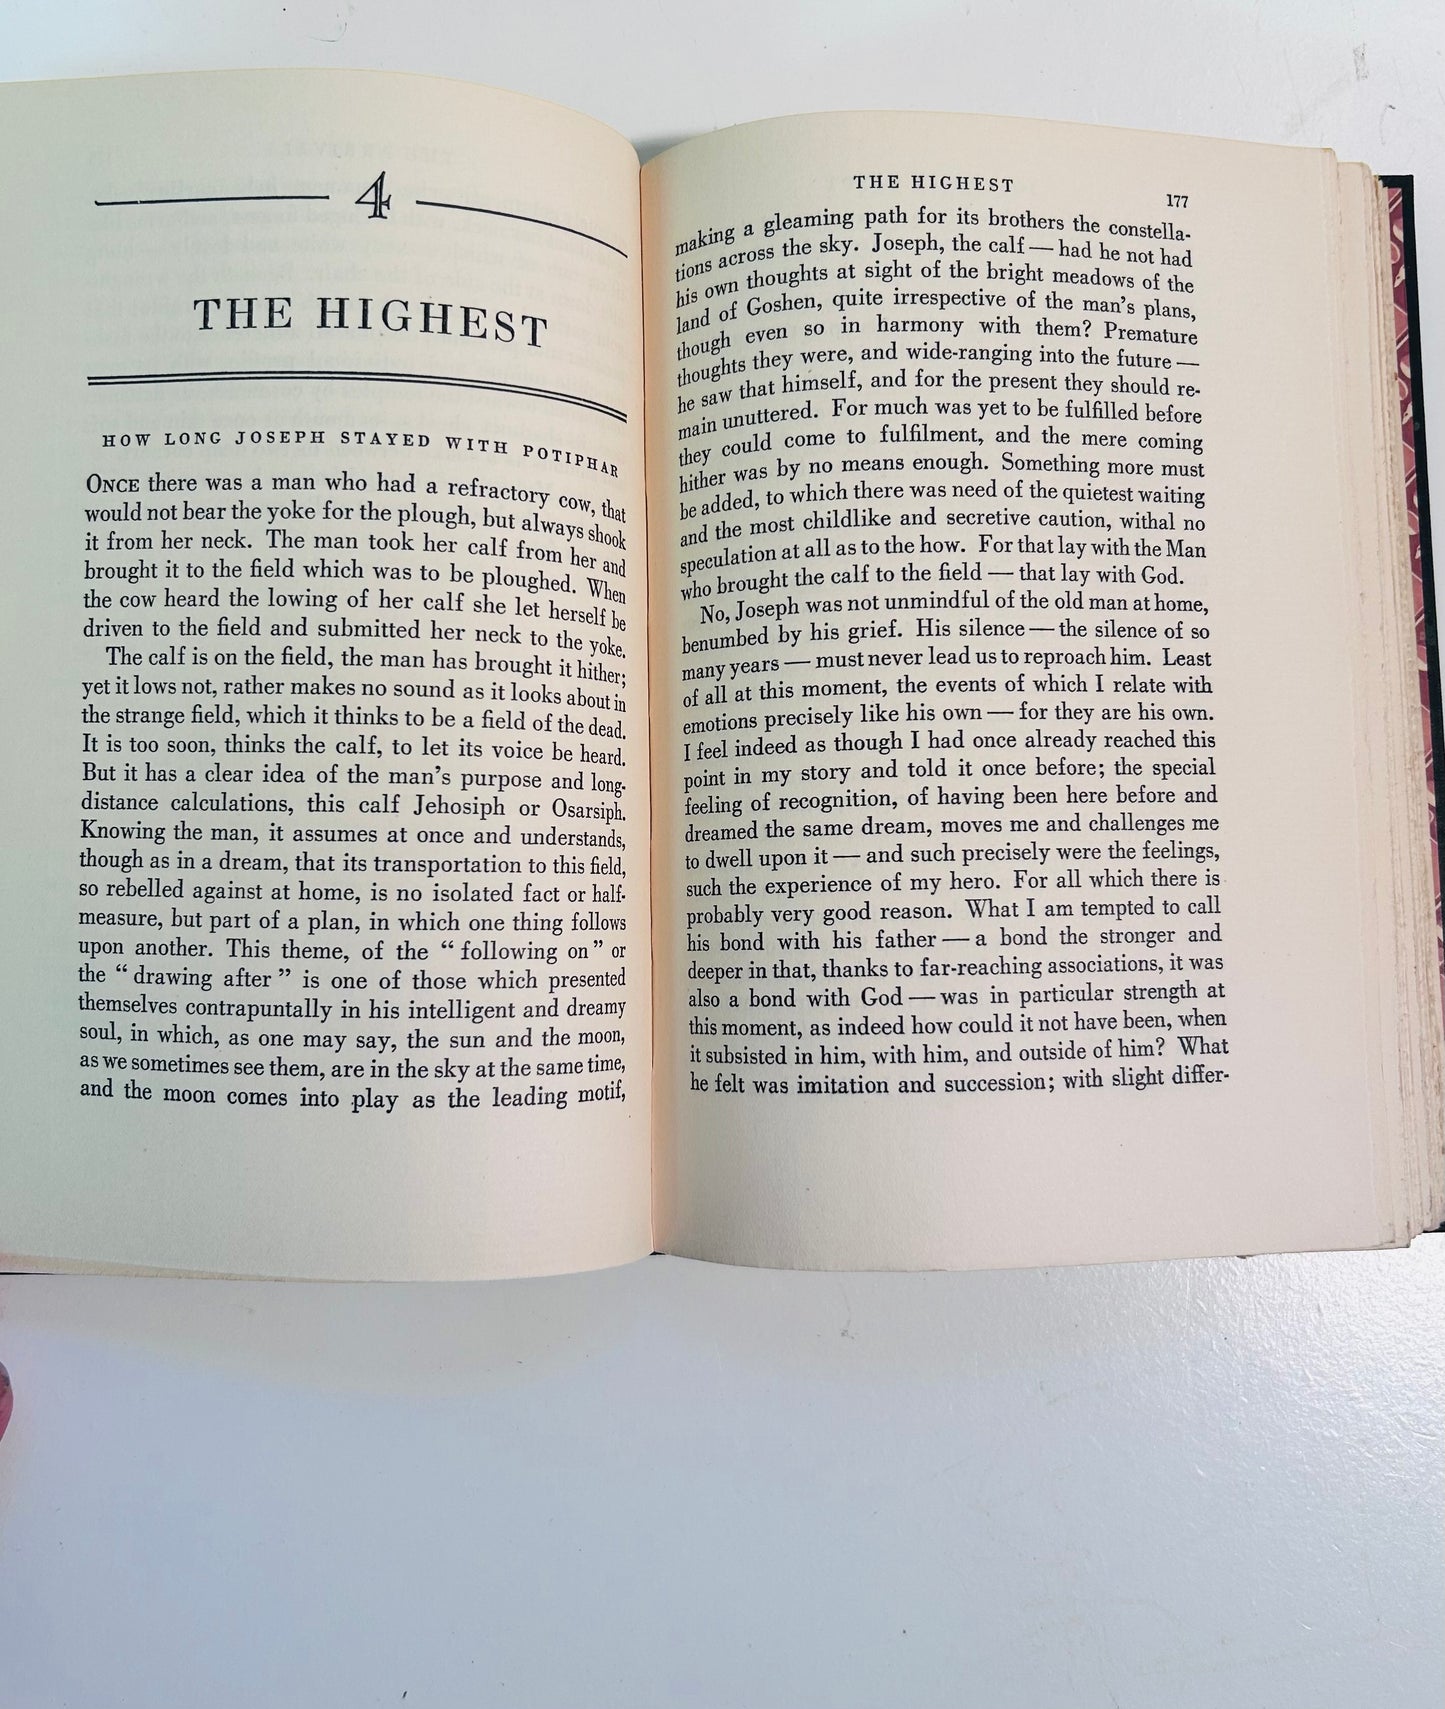 4
THE HIGHEST
HOW LONG JOSEPH STAYED WITH POTIPHAR
ONCE there was a man who had a refractory cow, that
would not bear the yoke for the plough, but always shook
it from her neck. The man took her calf from her and
brought it to the field which was to be ploughed. When
the cow heard the lowing of her calf she let herself be
driven to the field and submitted her neck to the yoke.
The calf is on the field, the man has brought it hither;
yet it lows not, rather makes no sound as it looks about in
the strange field, which it thinks to be a field of the dead.
It is too soon, thinks the calf, to let its voice be heard.
But it has a clear idea of the man's purpose and long-
distance calculations, this calf Jehosiph or Osarsiph.
Knowing the man, it assumes at once and understands,
though as in a dream, that its transportation to this field,
so rebelled against at home, is no isolated fact or half-
measure, but part of a plan, in which one thing follows
upon another. This theme, of the “following on” or
the “drawing after” is one of those which presented
themselves contrapuntally in his intelligent and dreamy
soul, in which, as one may say, the sun and the moon,
as we sometimes see them, are in the sky at the same time,
and the moon comes into play as the leading motif,
THE HIGHEST
177
making a gleaming path for its brothers the constella-
tions across the sky. Joseph, the calf — had he not had
his own thoughts at sight of the bright meadows of the
land of Goshen, quite irrespective of the man's plans,
though even so in harmony with them? Premature
thoughts they were, and wide-ranging into the future —
he saw that himself, and for the present they should re-
main unuttered. For much was yet to be fulfilled before
they could come to fulfilment, and the mere coming
hither was by no means enough. Something more must
be added, to which there was need of the quietest waiting
and the most childlike and secretive caution, withal no
speculation at all as to the how. For that lay with the Man
who brought the calf to the field — that lay with God.
No, Joseph was not unmindful of the old man at home,
benumbed by his grief. His silence — the silence of so
many years — must never lead us to reproach him. Least
of all at this moment, the events of which I relate with
emotions precisely like his own — for they are his own.
I feel indeed as though I had once already reached this
point in my story and told it once before; the special
feeling of recognition, of having been here before and
dreamed the same dream, moves me and challenges me
to dwell upon it — and such precisely were the feelings,
such the experience of my hero. For all which there is
probably very good reason. What I am tempted to call
his bond with his father — a bond the stronger and
deeper in that, thanks to far-reaching associations, it was
also a bond with God — was in particular strength at
this moment, as indeed how could it not have been, when
it subsisted in him, with him, and outside of him? What
he felt was imitation and succession; with slight differ-